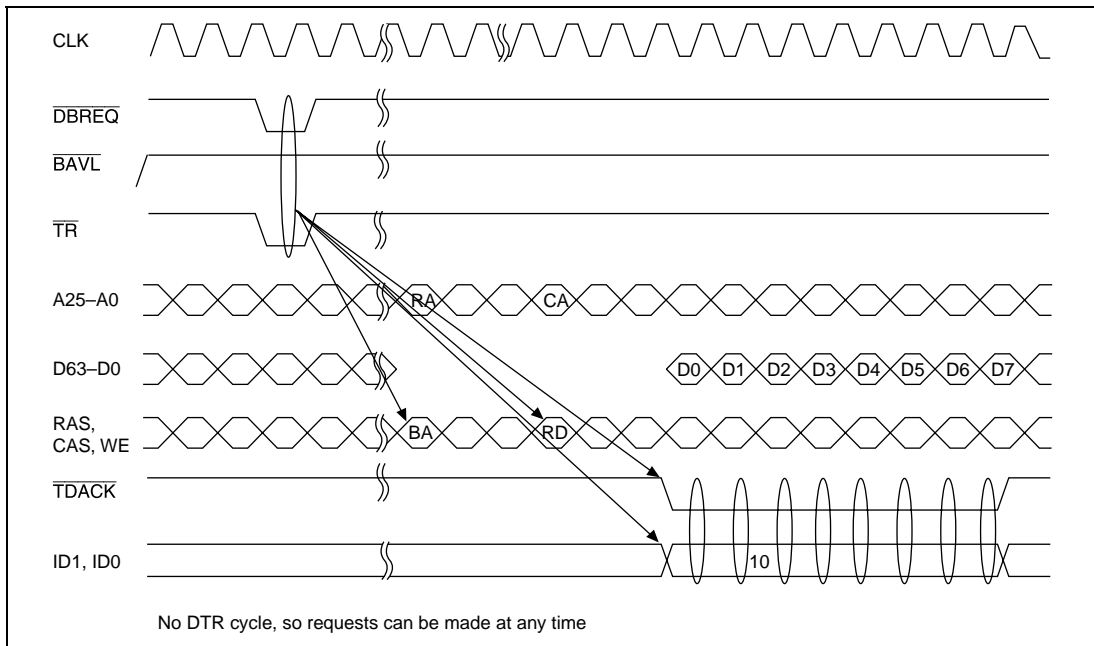 CLK
DBREQ
BAVL
TR
A25–A0
RA
CA
D63–D0
D0 D1 D2 D3 D4 D5 D6 D7
RAS,
CAS, WE
BA
RD
TDACK
ID1, ID0
10
No DTR cycle, so requests can be made at any time